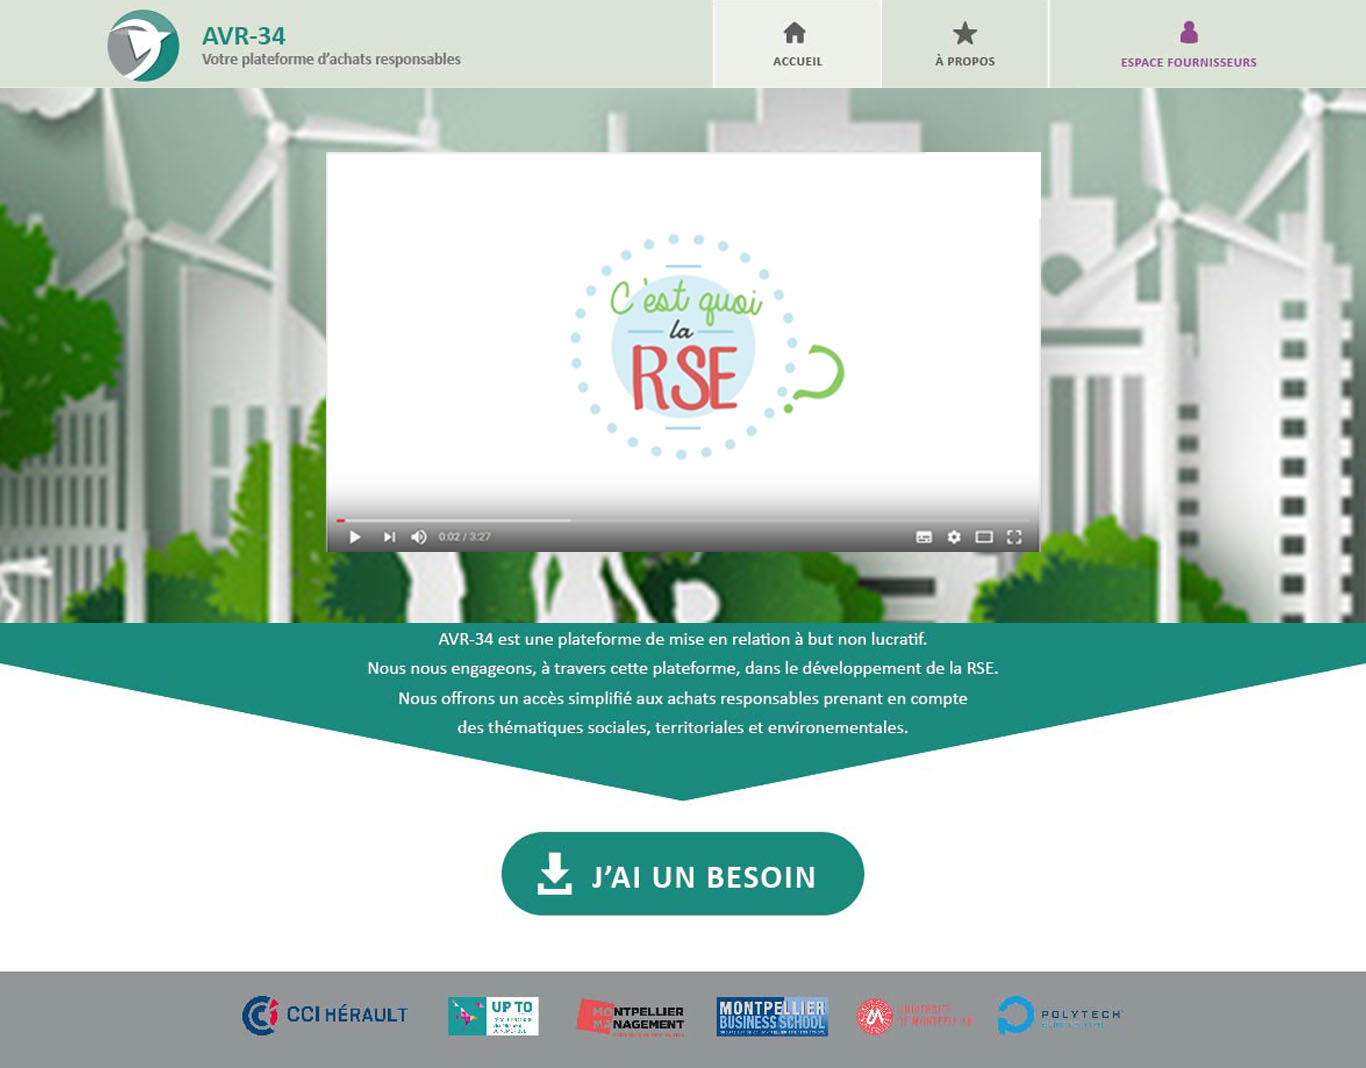 AVR-34
Votre plateforme d'achats responsables
ACCUEIL
À PROPOS
ESPACE FOURNISSEURS
C'est quoi
la
RSE
?
0:02 / 3:27
AVR-34 est une plateforme de mise en relation à but non lucratif.
Nous nous engageons, à travers cette plateforme, dans le développement de la RSE.
Nous offrons un accès simplifié aux achats responsables prenant en compte
des thématiques sociales, territoriales et environementales.
J'AI UN BESOIN
CCI HÉRAULT
UP TO
MONTPELLIER
MANAGEMENT
MONTPELLIER
BUSINESS SCHOOL
UNIVERSITÉ
DE MONTPELLIER
POLYTECH